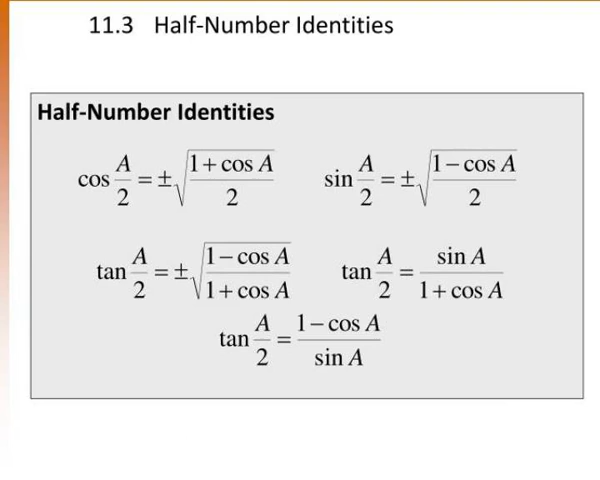 11.3 Half-Number Identities
Half-Number Identities
cos A/2 = ±√((1 + cos A)/2) sin A/2 = ±√((1 − cos A)/2)
tan A/2 = ±√((1 − cos A)/(1 + cos A)) tan A/2 = sin A/(1 + cos A)
tan A/2 = (1 − cos A)/sin A